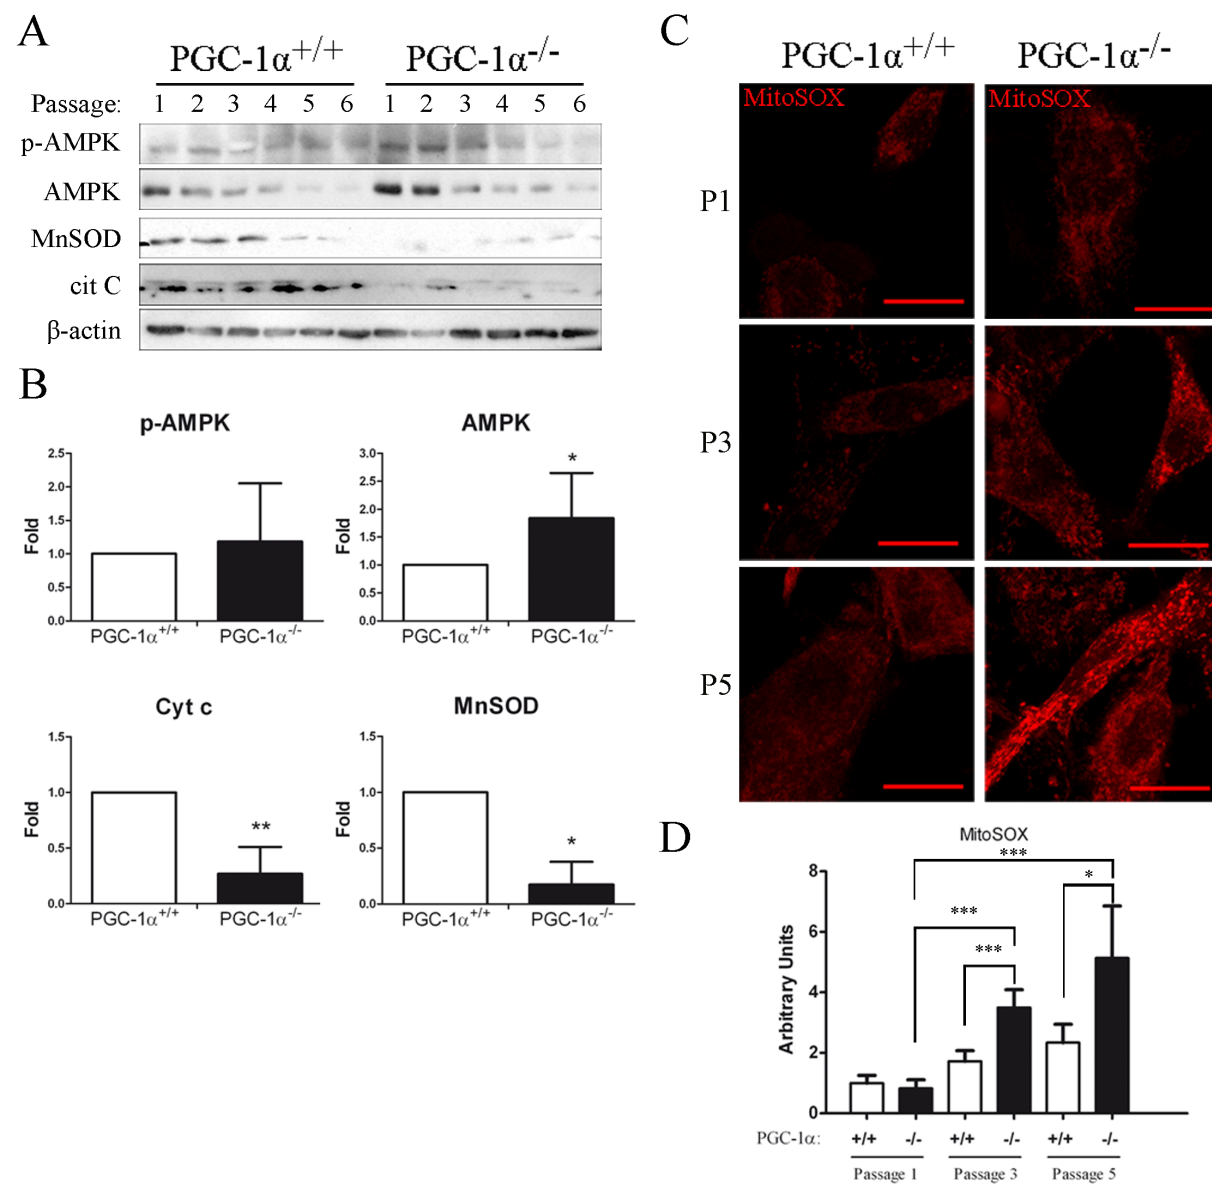 A
PGC-1α+/+ PGC-1α-/-
Passage: 1 2 3 4 5 6 1 2 3 4 5 6
p-AMPK
AMPK
MnSOD
cit C
β-actin
B
p-AMPK
2.5
2.0
1.5
1.0
0.5
0.0
Fold
PGC-1α+/+ PGC-1α-/-
AMPK
*
3.0
2.5
2.0
1.5
1.0
0.5
0.0
Fold
PGC-1α+/+ PGC-1α-/-
Cyt c
**
1.5
1.0
0.5
0.0
Fold
PGC-1α+/+ PGC-1α-/-
MnSOD
*
1.5
1.0
0.5
0.0
Fold
PGC-1α+/+ PGC-1α-/-
C
PGC-1α+/+ PGC-1α-/-
MitoSOX MitoSOX
P1
P3
P5
D
MitoSOX
***
*
***
***
8
6
4
2
0
Arbitrary Units
PGC-1α: +/+ -/- +/+ -/- +/+ -/-
Passage 1 Passage 3 Passage 5